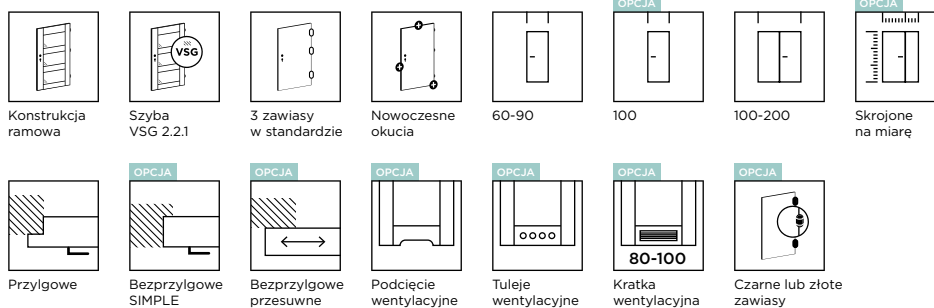 OPCJA
OPCJA
VSG
Konstrukcja
ramowa
Szyba
VSG 2.2.1
3 zawiasy
w standardzie
Nowoczesne
okucia
60-90
100
100-200
Skrojone
na miarę
OPCJA
OPCJA
OPCJA
OPCJA
OPCJA
OPCJA
80-100
Przylgowe
Bezprzylgowe
SIMPLE
Bezprzylgowe
przesuwne
Podcięcie
wentylacyjne
Tuleje
wentylacyjne
Kratka
wentylacyjna
Czarne lub złote
zawiasy